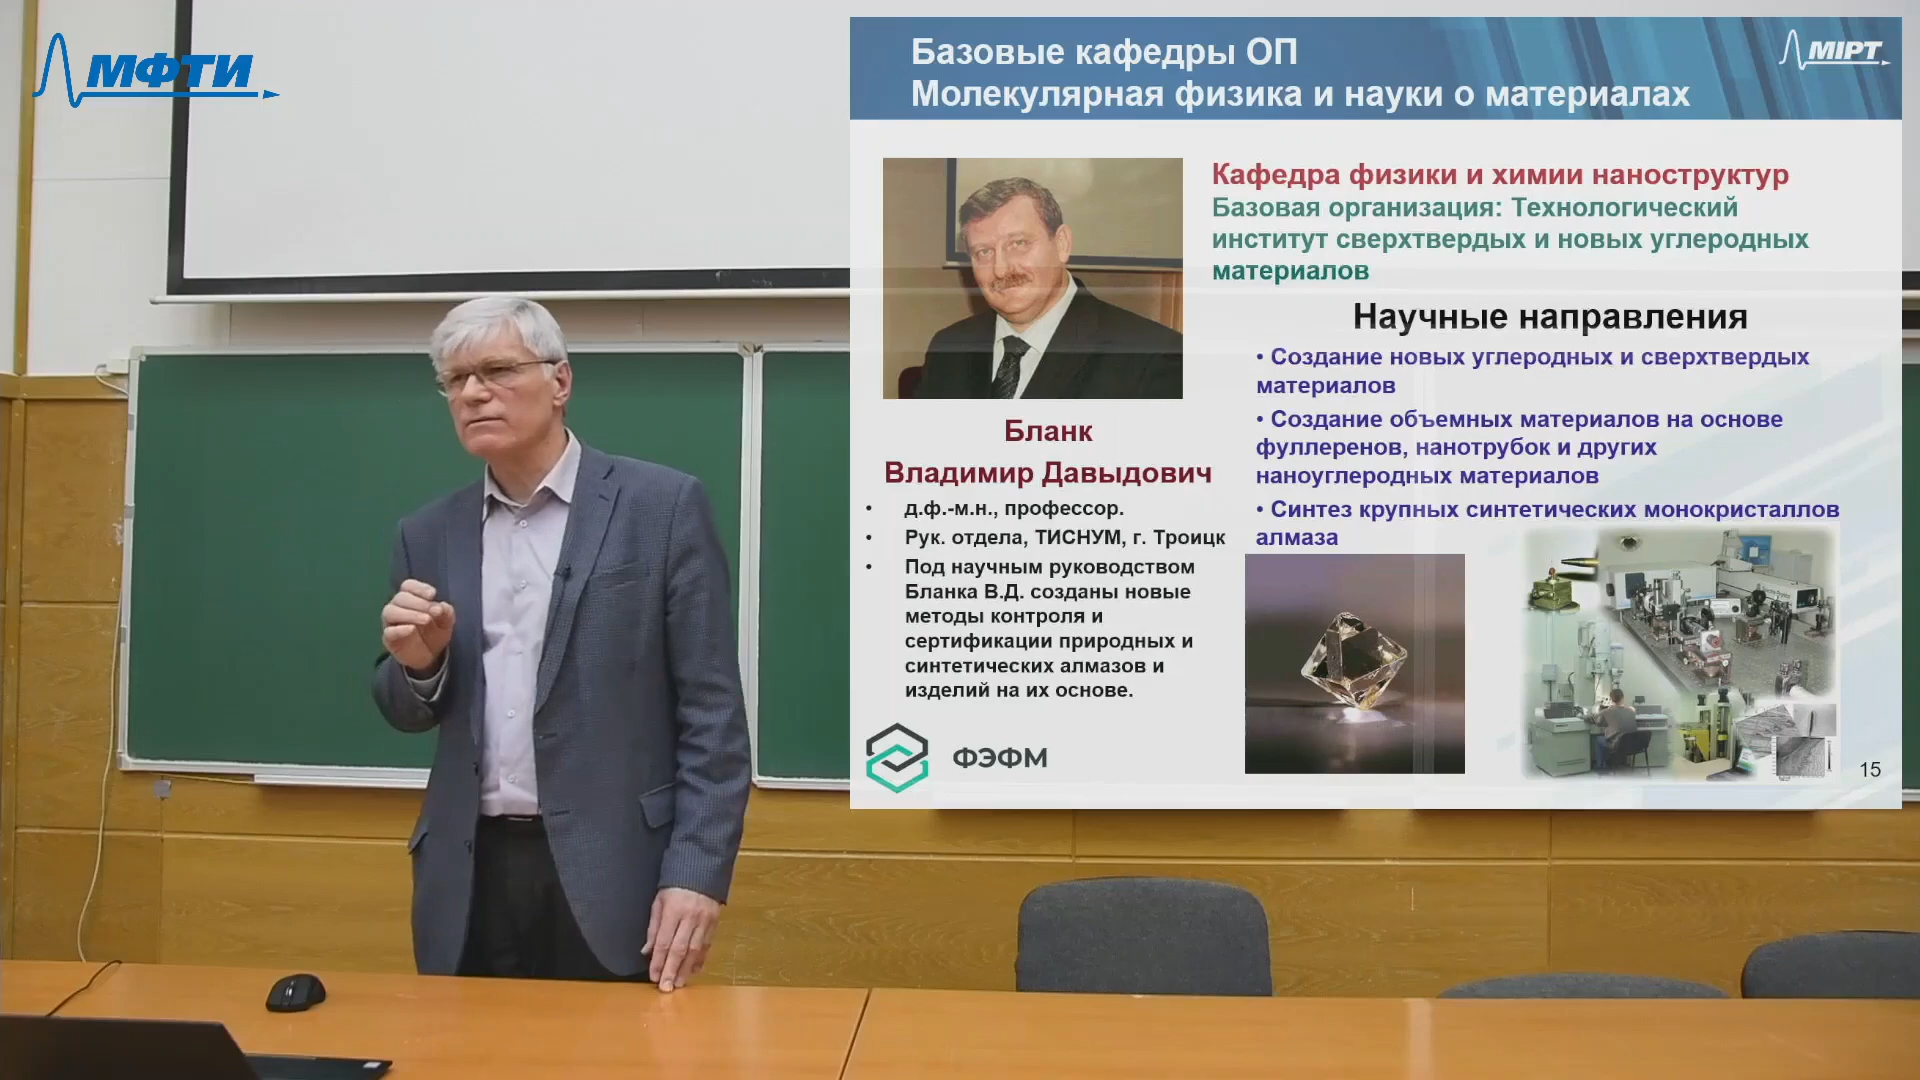 МФТИ
Базовые кафедры ОП
Молекулярная физика и науки о материалах
MIPT
Кафедра физики и химии наноструктур
Базовая организация: Технологический
институт сверхтвердых и новых углеродных
материалов
Научные направления
• Создание новых углеродных и сверхтвердых
материалов
• Создание объемных материалов на основе
фуллеренов, нанотрубок и других
наноуглеродных материалов
• Синтез крупных синтетических монокристаллов
алмаза
Бланк
Владимир Давыдович
• д.ф.-м.н., профессор.
• Рук. отдела, ТИСНУМ, г. Троицк
• Под научным руководством
Бланка В.Д. созданы новые
методы контроля и
сертификации природных и
синтетических алмазов и
изделий на их основе.
ФЭФМ
15